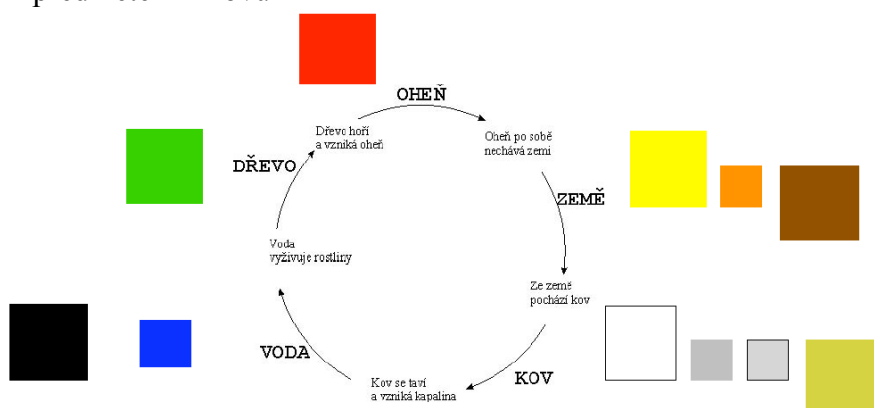 OHEŇ
Dřevo hoří
a vzniká oheň
Oheň po sobě
nechává zemi
DŘEVO
ZEMĚ
Voda
vyživuje rostliny
Ze země
pochází kov
VODA
KOV
Kov se taví
a vzniká kapalina